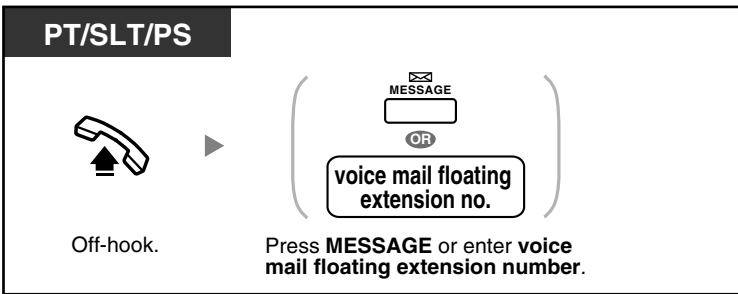 PT/SLT/PS
MESSAGE
OR
voice mail floating
extension no.
Off-hook.
Press MESSAGE or enter voice
mail floating extension number.